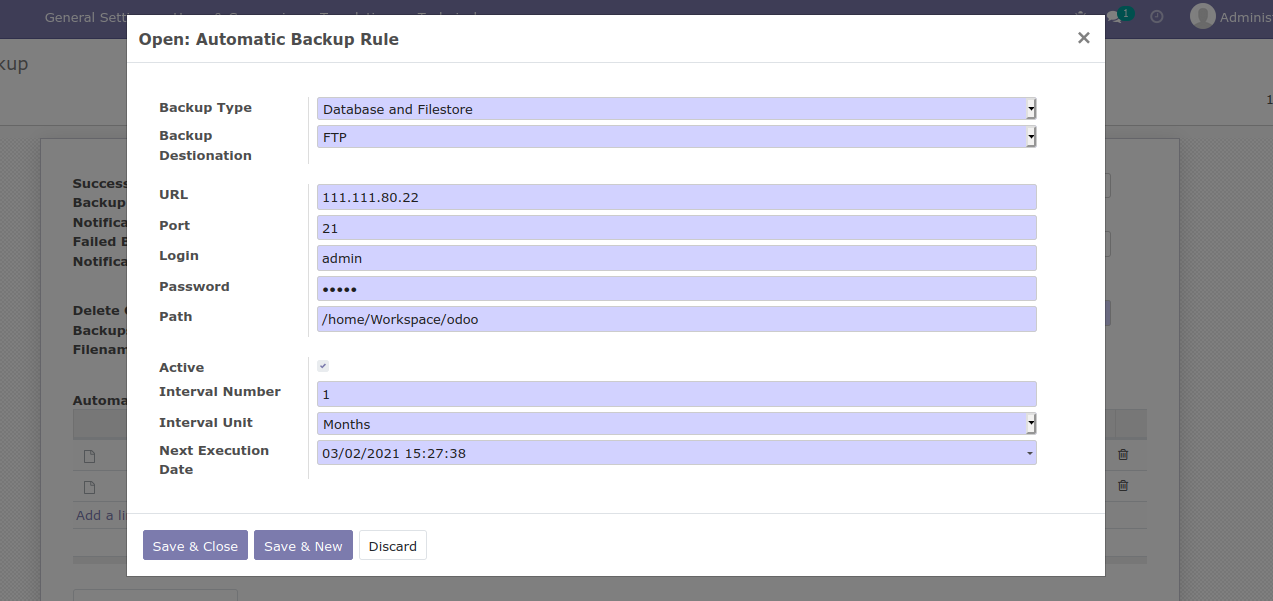 General Setti
1
Adminis
Open: Automatic Backup Rule
×
kup
1
Backup Type
Database and Filestore
Backup
Destionation
FTP
URL
111.111.80.22
Port
21
Login
admin
Password
•••••
Path
/home/Workspace/odoo
Active
Interval Number
1
Interval Unit
Months
Next Execution
Date
03/02/2021 15:27:38
Success
Backup
Notifica
Failed
Notifica
Delete
Backup
Filenam
Automa
Add a li
Save & Close
Save & New
Discard